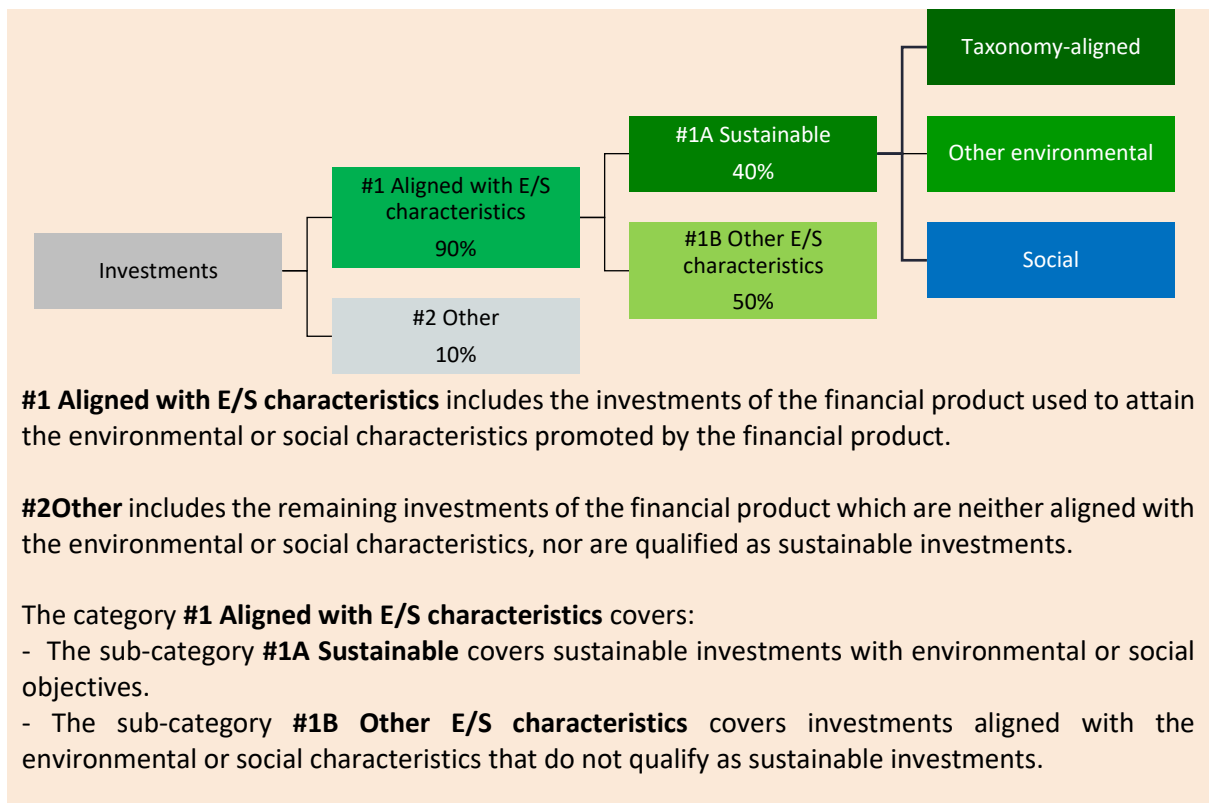 Taxonomy-aligned
#1A Sustainable
40%
Other environmental
#1 Aligned with E/S
characteristics
90%
#1B Other E/S
characteristics
50%
Social
Investments
#2 Other
10%
#1 Aligned with E/S characteristics includes the investments of the financial product used to attain
the environmental or social characteristics promoted by the financial product.
#2Other includes the remaining investments of the financial product which are neither aligned with
the environmental or social characteristics, nor are qualified as sustainable investments.
The category #1 Aligned with E/S characteristics covers:
- The sub-category #1A Sustainable covers sustainable investments with environmental or social
objectives.
- The sub-category #1B Other E/S characteristics covers investments aligned with the
environmental or social characteristics that do not qualify as sustainable investments.